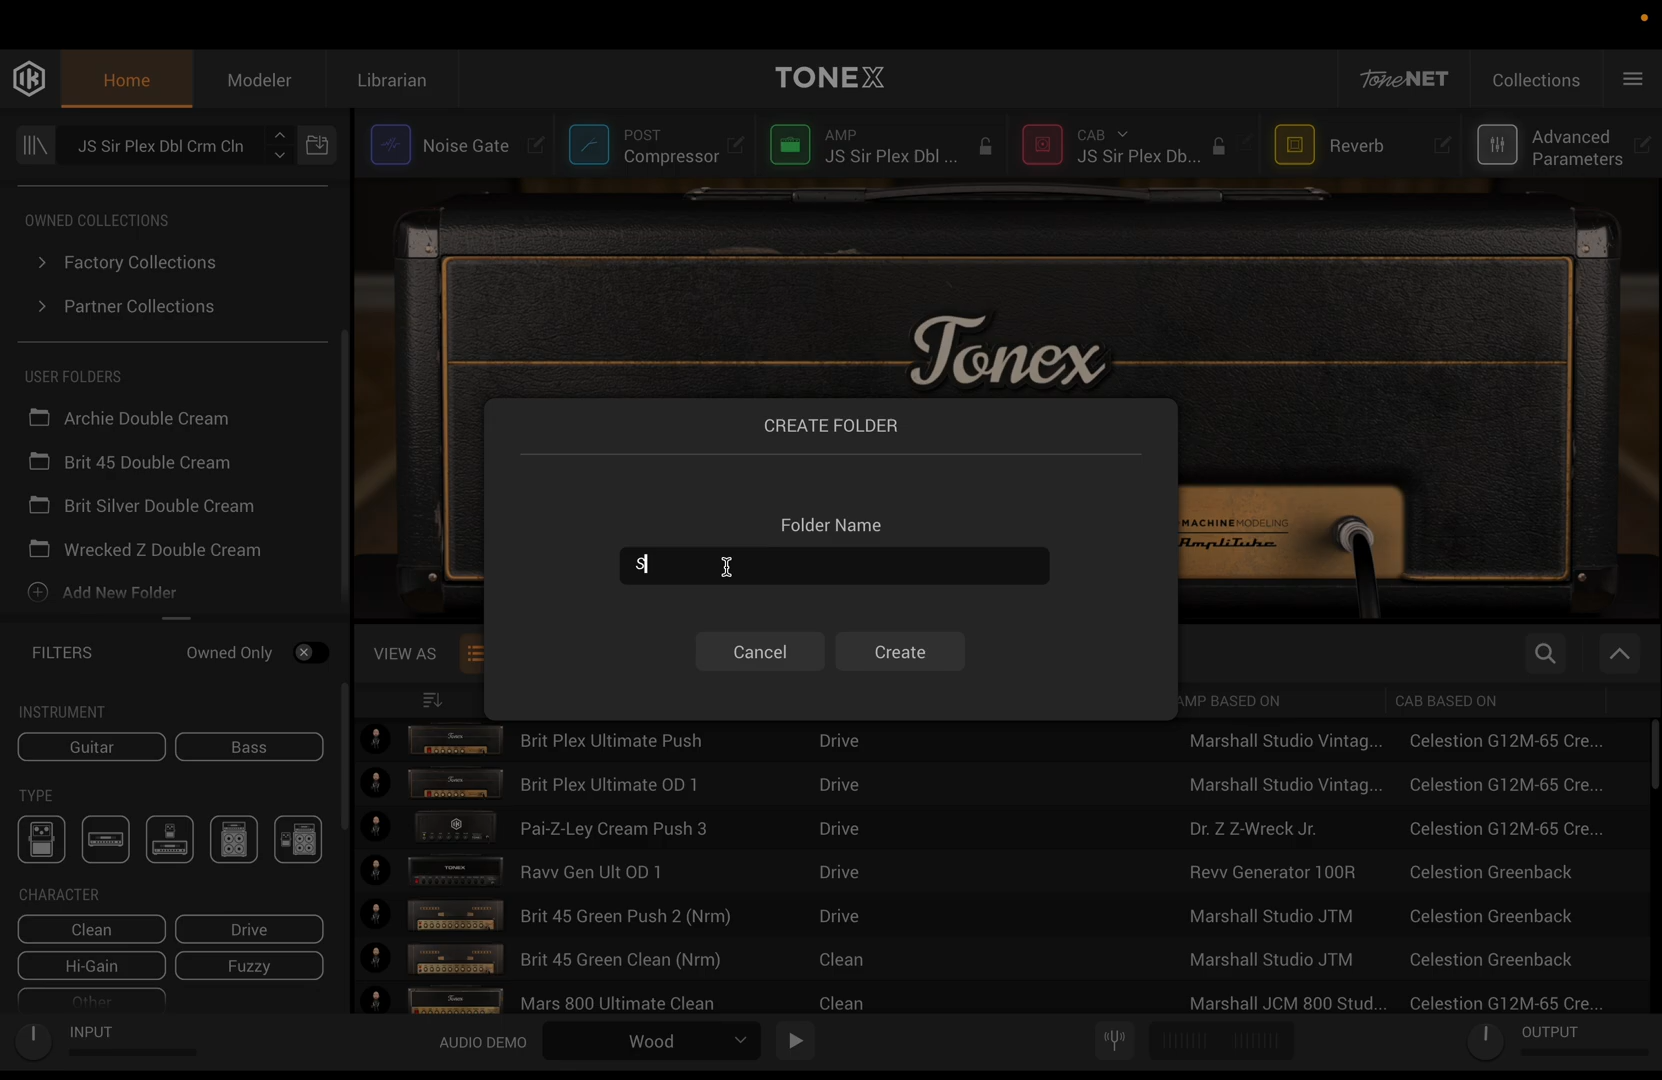 Home
Modeler
Librarian
TONEX
ToneNET
Collections
JS Sir Plex Dbl Crm Cln
Noise Gate
POST
Compressor
AMP
JS Sir Plex Dbl ...
CAB
JS Sir Plex Db...
Reverb
Advanced
Parameters
OWNED COLLECTIONS
Factory Collections
Partner Collections
USER FOLDERS
Archie Double Cream
Brit 45 Double Cream
Brit Silver Double Cream
Wrecked Z Double Cream
Add New Folder
Tonex
MACHINEMODELING
AmpliTube
CREATE FOLDER
Folder Name
S
Cancel
Create
FILTERS
Owned Only
INSTRUMENT
Guitar
Bass
TYPE
CHARACTER
Clean
Drive
Hi-Gain
Fuzzy
Other
VIEW AS
AMP BASED ON
CAB BASED ON
Brit Plex Ultimate Push Drive Marshall Studio Vintag... Celestion G12M-65 Cre...
Brit Plex Ultimate OD 1 Drive Marshall Studio Vintag... Celestion G12M-65 Cre...
Pai-Z-Ley Cream Push 3 Drive Dr. Z Z-Wreck Jr. Celestion G12M-65 Cre...
Ravv Gen Ult OD 1 Drive Revv Generator 100R Celestion Greenback
Brit 45 Green Push 2 (Nrm) Drive Marshall Studio JTM Celestion Greenback
Brit 45 Green Clean (Nrm) Clean Marshall Studio JTM Celestion Greenback
Mars 800 Ultimate Clean Clean Marshall JCM 800 Stud... Celestion G12M-65 Cre...
INPUT
AUDIO DEMO
Wood
OUTPUT